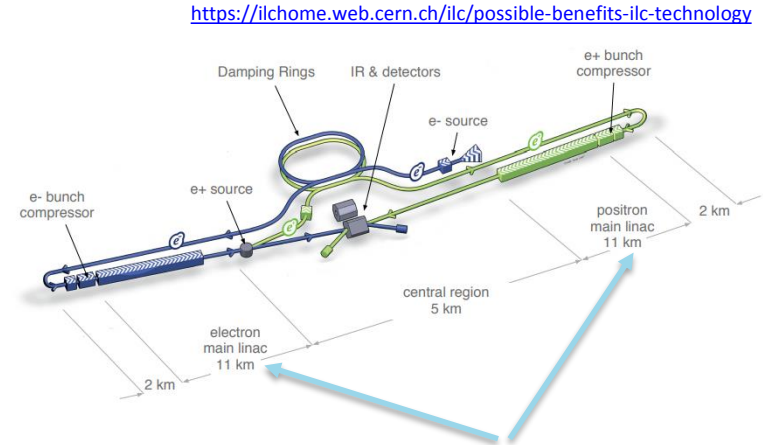 https://ilchome.web.cern.ch/ilc/possible-benefits-ilc-technology
e+ bunch
compressor
Damping Rings
IR & detectors
e- source
e-
e+
e+ source
e- bunch
compressor
e-
e+
positron
main linac
11 km
2 km
central region
5 km
electron
main linac
11 km
2 km